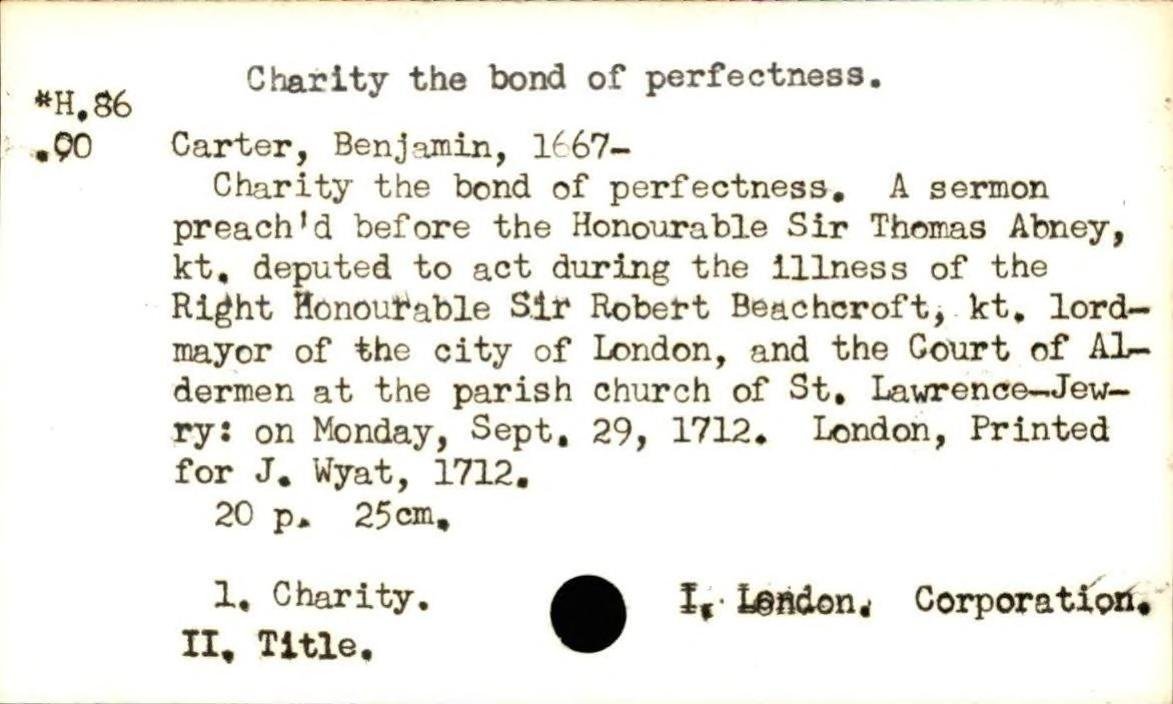 Charity the bond of perfectness.
*H.86
.90 Carter, Benjamin, 1667-
Charity the bond of perfectness. A sermon
preach'd before the Honourable Sir Thomas Abney,
kt. deputed to act during the illness of the
Right Honourable Sir Robert Beachcroft, kt. lord-
mayor of the city of London, and the Court of Al-
dermen at the parish church of St. Lawrence-Jew-
ry: on Monday, Sept. 29, 1712. London, Printed
for J. Wyat, 1712.
20 p. 25cm.
1. Charity. I. London. Corporation.
II. Title.